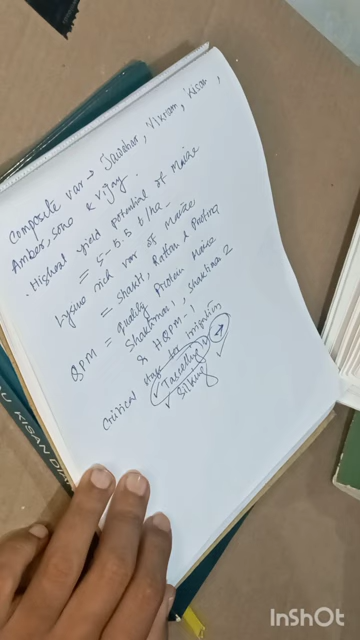 Composite var → Jawahar, Vikram, Kisan,
Amber, Sona & Vijay.
. Highest yield potential of Maize
= 5-5.5 t/ha
Lysine rich var of Maize
= Shakti, Rattan & Protina
QPM = Quality Protein Maize
Shaktiman 1, Shaktiman 2
& HQPM-1
Critical stage for irrigation
✓ Tasselling →
✓ Silking ✓
U KISAN DIA
InShOt